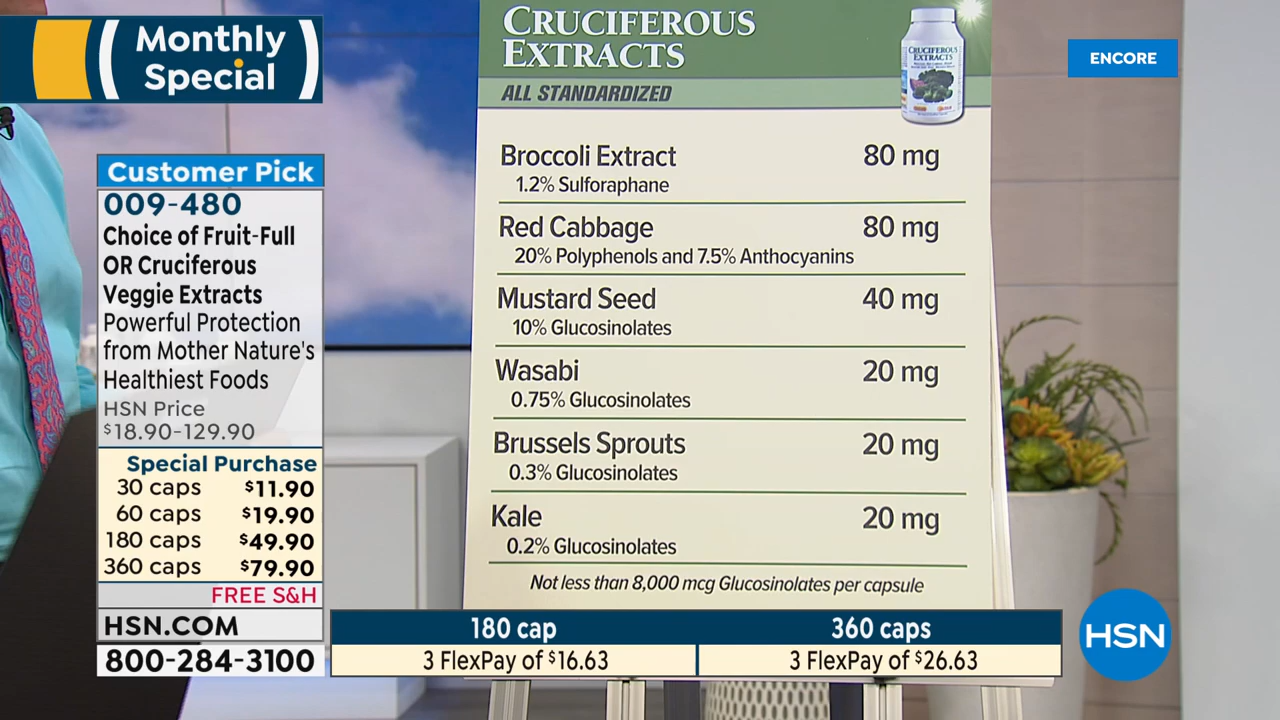 Monthly
Special
ENCORE
Customer Pick
009-480
Choice of Fruit-Full
OR Cruciferous
Veggie Extracts
Powerful Protection
from Mother Nature's
Healthiest Foods
HSN Price
$18.90-129.90
Special Purchase
30 caps $11.90
60 caps $19.90
180 caps $49.90
360 caps $79.90
FREE S&H
HSN.COM
800-284-3100
CRUCIFEROUS
EXTRACTS
ALL STANDARDIZED
CRUCIFEROUS
EXTRACTS
Broccoli Extract 80 mg
1.2% Sulforaphane
Red Cabbage 80 mg
20% Polyphenols and 7.5% Anthocyanins
Mustard Seed 40 mg
10% Glucosinolates
Wasabi 20 mg
0.75% Glucosinolates
Brussels Sprouts 20 mg
0.3% Glucosinolates
Kale 20 mg
0.2% Glucosinolates
Not less than 8,000 mcg Glucosinolates per capsule
180 cap 360 caps
3 FlexPay of $16.63 3 FlexPay of $26.63
HSN